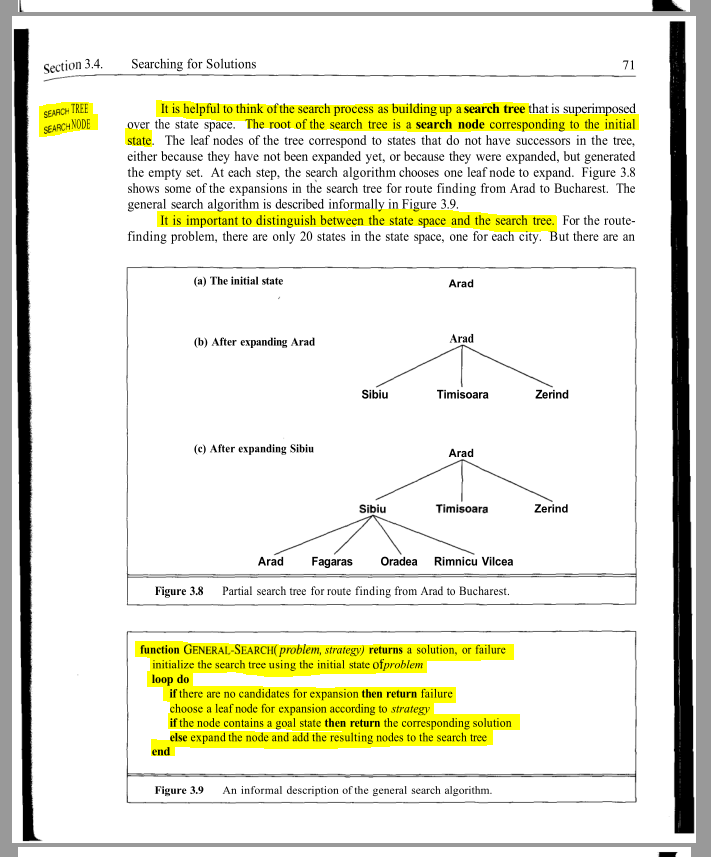 Section 3.4. Searching for Solutions 71
SEARCH TREE
SEARCH NODE
It is helpful to think of the search process as building up a search tree that is superimposed
over the state space. The root of the search tree is a search node corresponding to the initial
state. The leaf nodes of the tree correspond to states that do not have successors in the tree,
either because they have not been expanded yet, or because they were expanded, but generated
the empty set. At each step, the search algorithm chooses one leaf node to expand. Figure 3.8
shows some of the expansions in the search tree for route finding from Arad to Bucharest. The
general search algorithm is described informally in Figure 3.9.
It is important to distinguish between the state space and the search tree. For the route-
finding problem, there are only 20 states in the state space, one for each city. But there are an
(a) The initial state
Arad
(b) After expanding Arad
Arad
Sibiu Timisoara Zerind
(c) After expanding Sibiu
Arad
Sibiu Timisoara Zerind
Arad Fagaras Oradea Rimnicu Vilcea
Figure 3.8 Partial search tree for route finding from Arad to Bucharest.
function GENERAL-SEARCH(problem, strategy) returns a solution, or failure
initialize the search tree using the initial state of problem
loop do
if there are no candidates for expansion then return failure
choose a leaf node for expansion according to strategy
if the node contains a goal state then return the corresponding solution
else expand the node and add the resulting nodes to the search tree
end
Figure 3.9 An informal description of the general search algorithm.